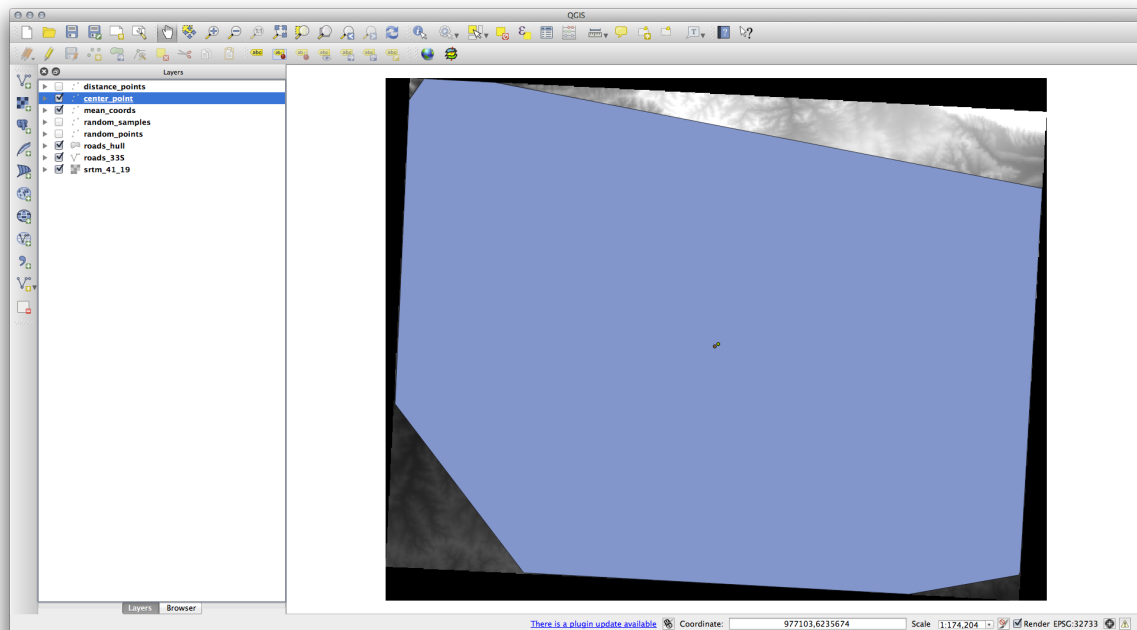 QGIS
Layers
distance_points
center_point
mean_coords
random_samples
random_points
roads_hull
roads_33S
srtm_41_19
Layers Browser
There is a plugin update available Coordinate: 977103,6235674 Scale 1:174,204 Render EPSG:32733